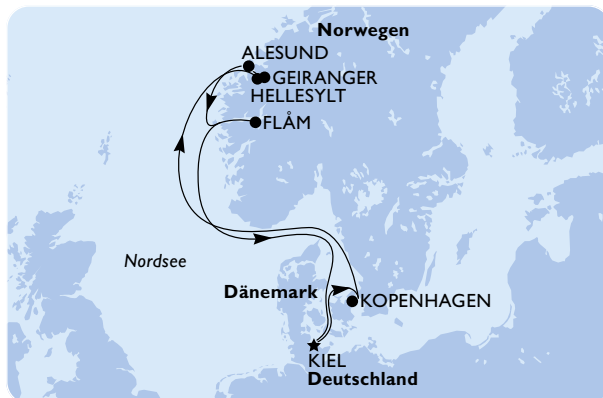 Norwegen
ALESUND
GEIRANGER
HELLESYLT
FLÅM
Nordsee
Dänemark
KOPENHAGEN
KIEL
Deutschland